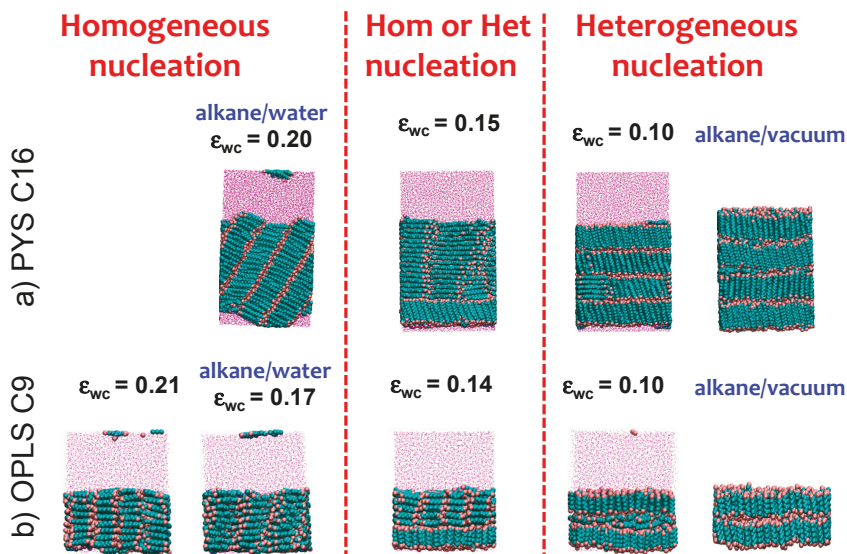 Homogeneous
nucleation
Hom or Het
nucleation
Heterogeneous
nucleation
a) PYS C16
alkane/water
εwc = 0.20
εwc = 0.15
εwc = 0.10
alkane/vacuum
b) OPLS C9
εwc = 0.21
alkane/water
εwc = 0.17
εwc = 0.14
εwc = 0.10
alkane/vacuum